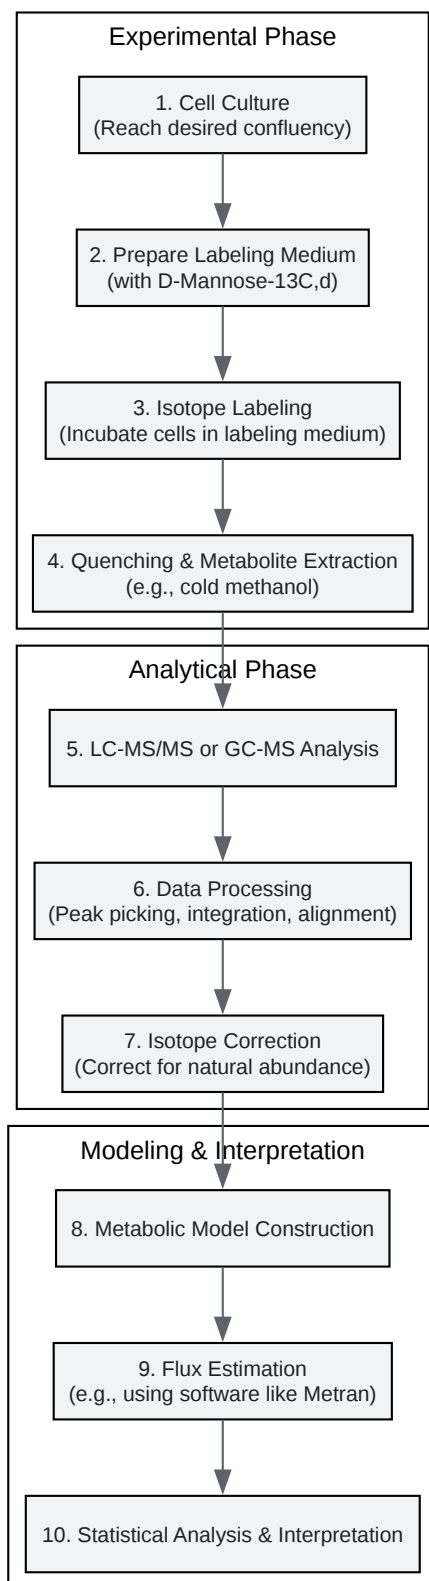 Experimental Phase
1. Cell Culture
(Reach desired confluency)
2. Prepare Labeling Medium
(with D-Mannose-13C,d)
3. Isotope Labeling
(Incubate cells in labeling medium)
4. Quenching & Metabolite Extraction
(e.g., cold methanol)
Analytical Phase
5. LC-MS/MS or GC-MS Analysis
6. Data Processing
(Peak picking, integration, alignment)
7. Isotope Correction
(Correct for natural abundance)
Modeling & Interpretation
8. Metabolic Model Construction
9. Flux Estimation
(e.g., using software like Metran)
10. Statistical Analysis & Interpretation